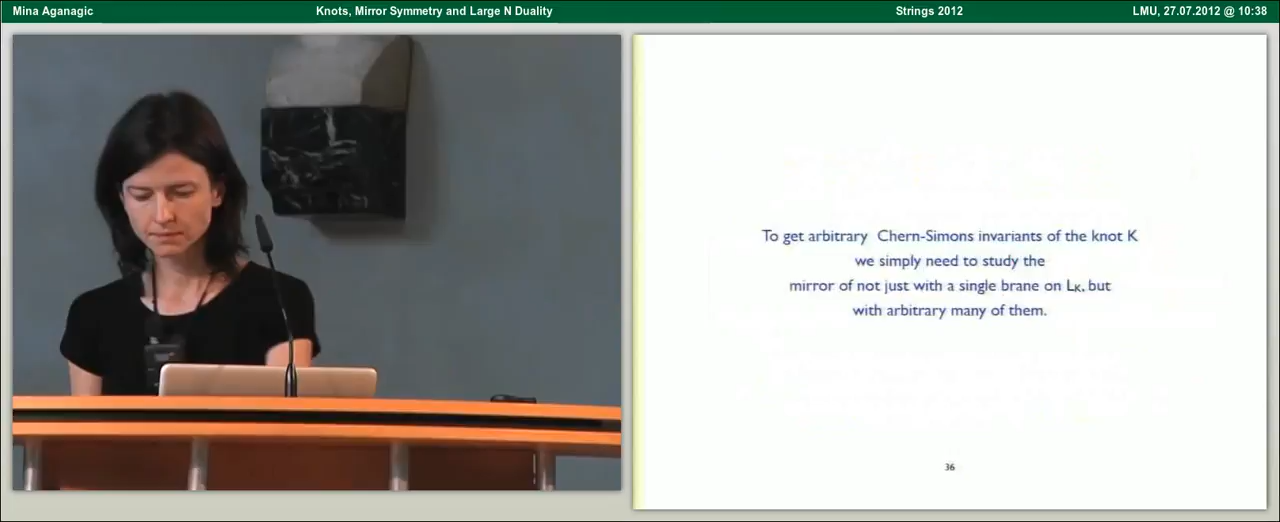 Mina Aganagic Knots, Mirror Symmetry and Large N Duality Strings 2012 LMU, 27.07.2012 @ 10:38
To get arbitrary Chern-Simons invariants of the knot K
we simply need to study the
mirror of not just with a single brane on LK, but
with arbitrary many of them.
36